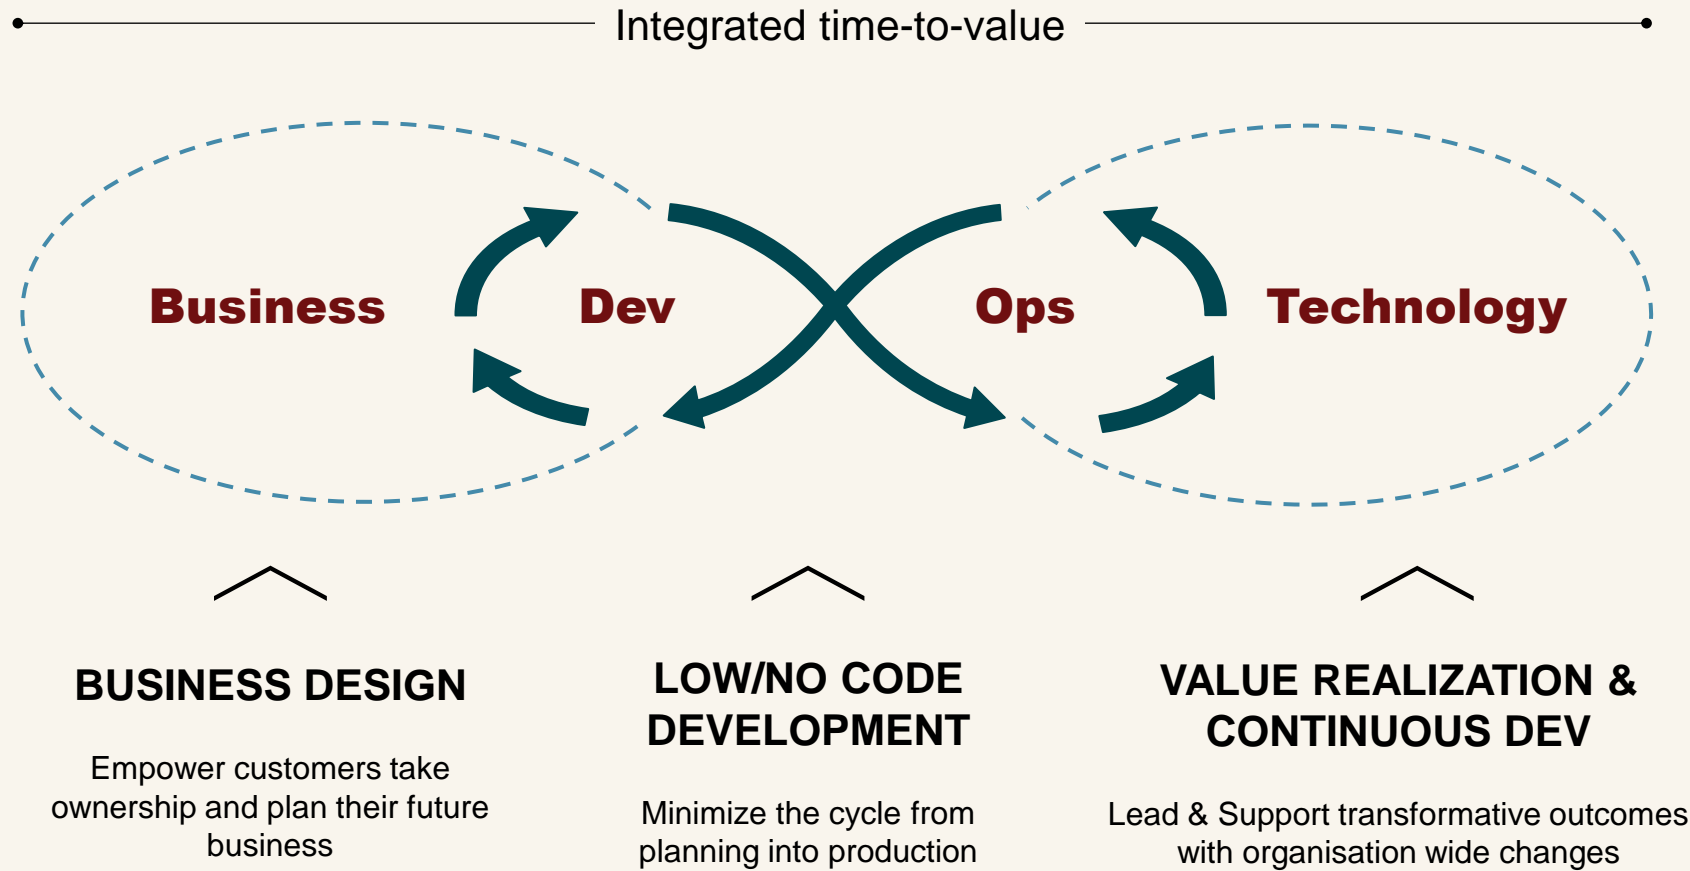 Integrated time-to-value
Business
Dev
Ops
Technology
BUSINESS DESIGN
Empower customers take
ownership and plan their future
business
LOW/NO CODE
DEVELOPMENT
Minimize the cycle from
planning into production
VALUE REALIZATION &
CONTINUOUS DEV
Lead & Support transformative outcomes
with organisation wide changes